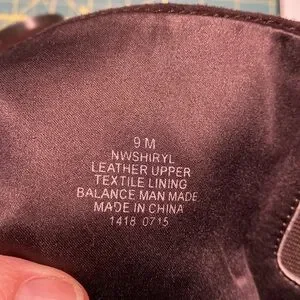 9 M
NWSHIRYL
LEATHER UPPER
TEXTILE LINING
BALANCE MAN MADE
MADE IN CHINA
1418 0715